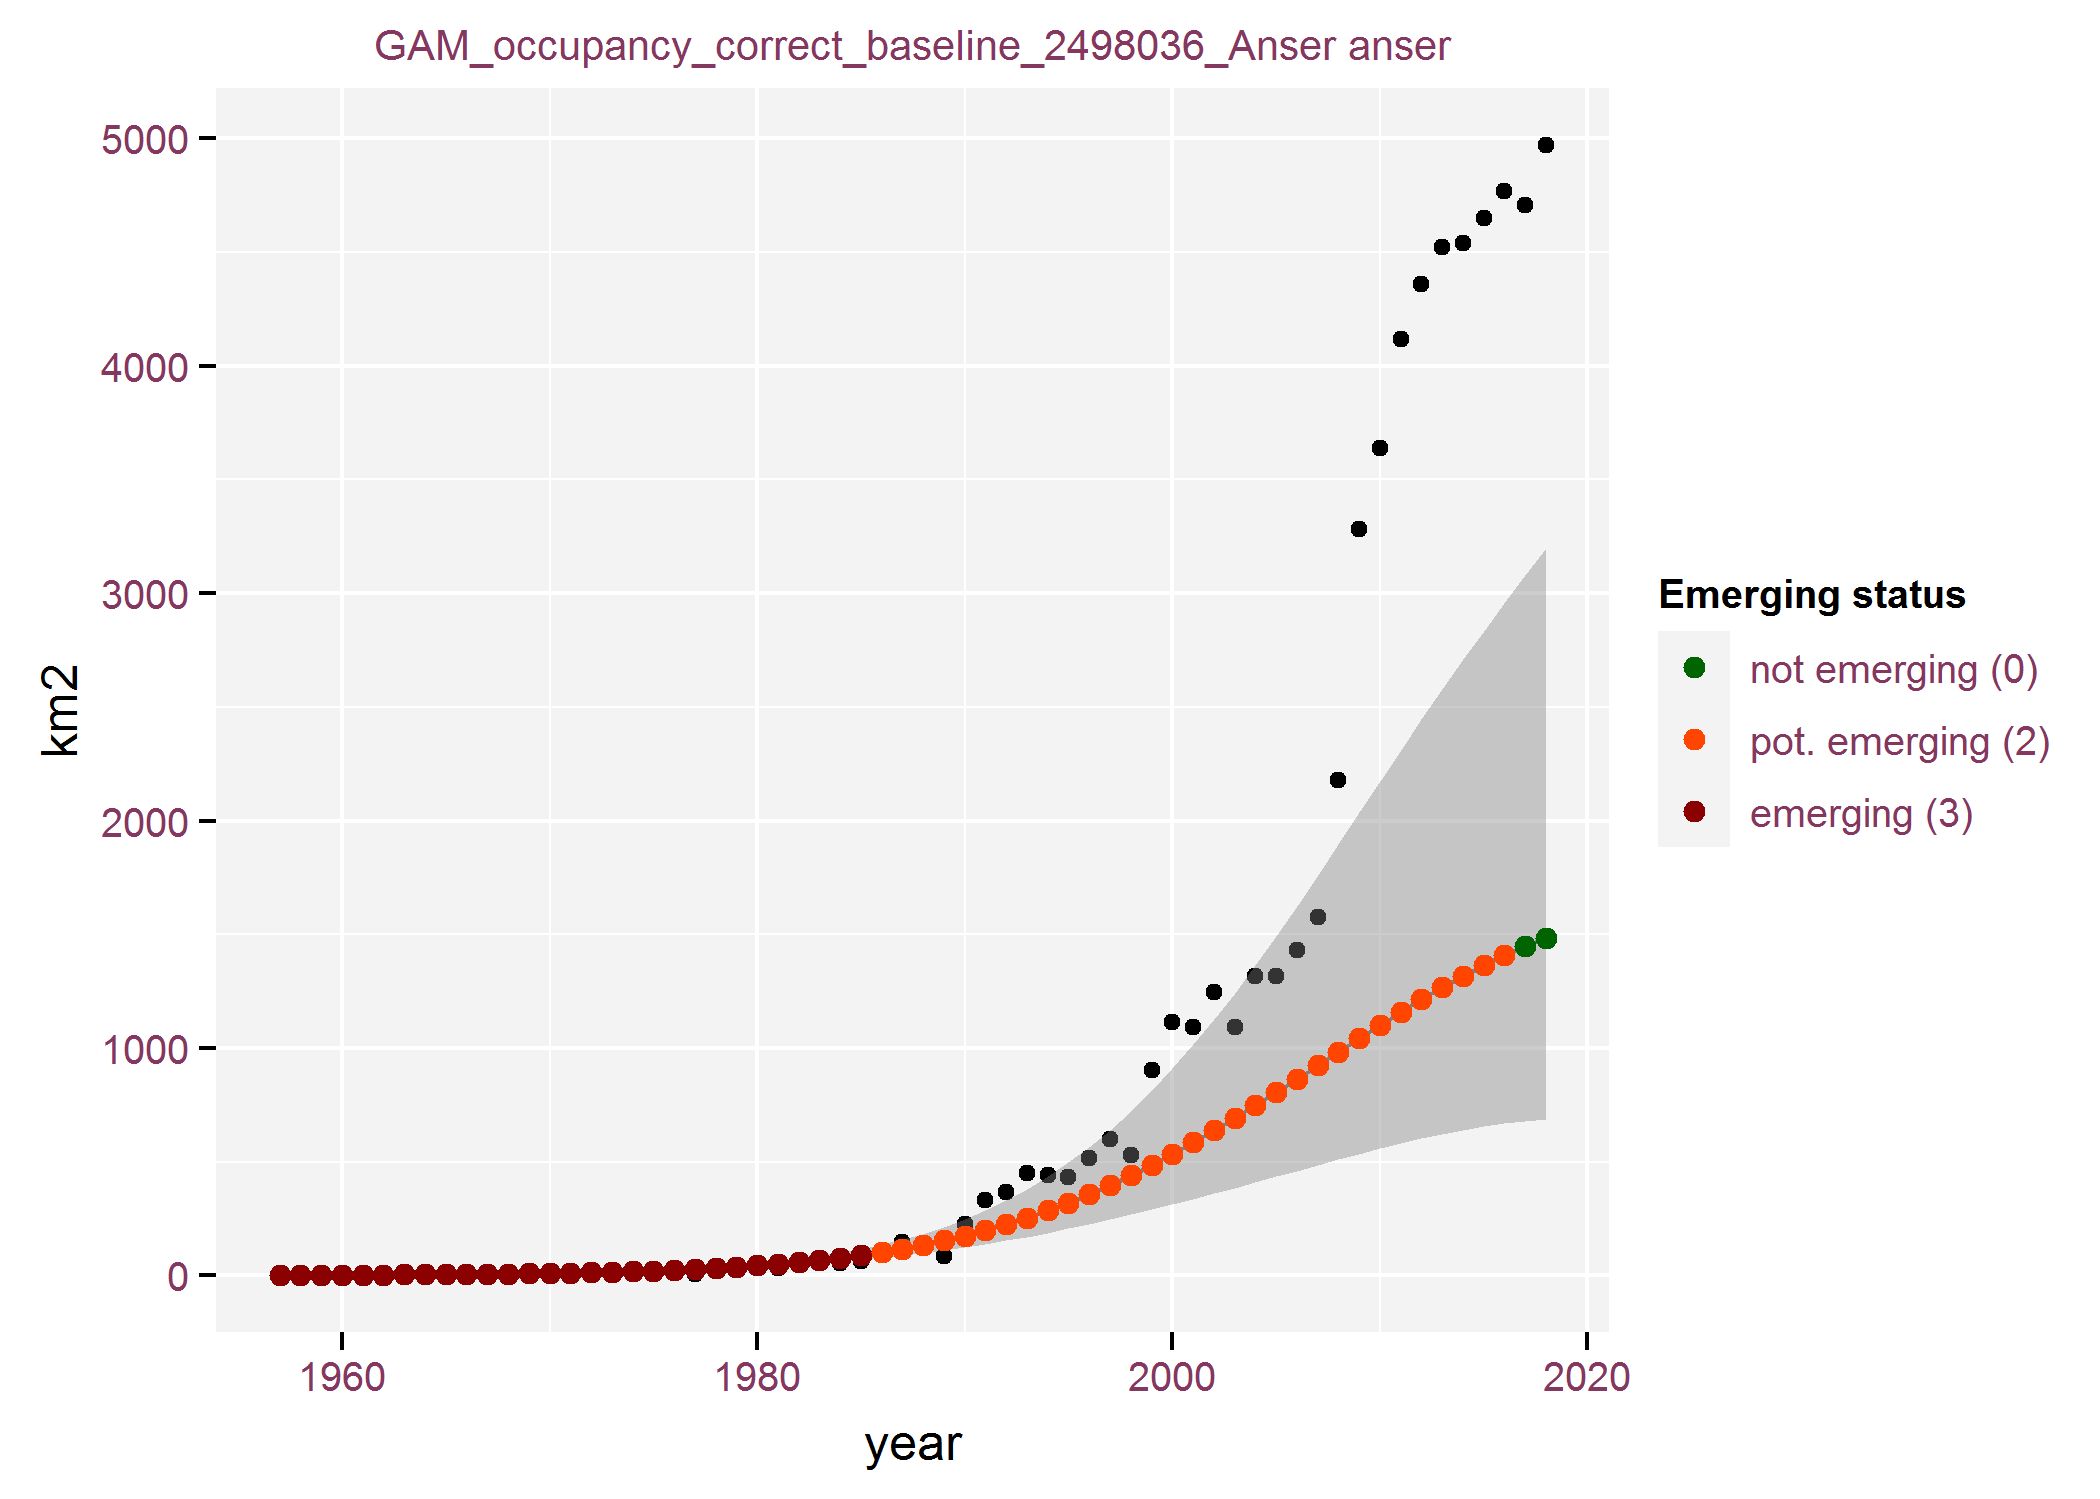 GAM_occupancy_correct_baseline_2498036_Anser anser
5000
4000
3000
2000
1000
0
km2
1960 1980 2000 2020
year
Emerging status
not emerging (0)
pot. emerging (2)
emerging (3)